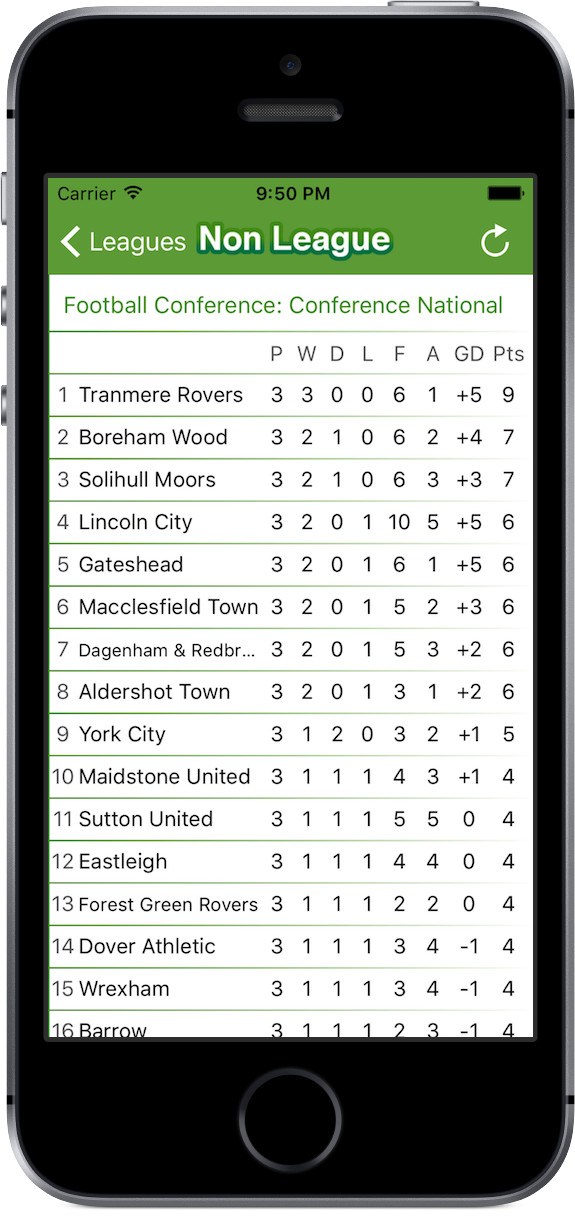 Carrier 9:50 PM
Leagues Non League
Football Conference: Conference National
P W D L F A GD Pts
1 Tranmere Rovers 3 3 0 0 6 1 +5 9
2 Boreham Wood 3 2 1 0 6 2 +4 7
3 Solihull Moors 3 2 1 0 6 3 +3 7
4 Lincoln City 3 2 0 1 10 5 +5 6
5 Gateshead 3 2 0 1 6 1 +5 6
6 Macclesfield Town 3 2 0 1 5 2 +3 6
7 Dagenham & Redbr... 3 2 0 1 5 3 +2 6
8 Aldershot Town 3 2 0 1 3 1 +2 6
9 York City 3 1 2 0 3 2 +1 5
10 Maidstone United 3 1 1 1 4 3 +1 4
11 Sutton United 3 1 1 1 5 5 0 4
12 Eastleigh 3 1 1 1 4 4 0 4
13 Forest Green Rovers 3 1 1 1 2 2 0 4
14 Dover Athletic 3 1 1 1 3 4 -1 4
15 Wrexham 3 1 1 1 3 4 -1 4
16 Barrow 3 1 1 1 2 3 -1 4